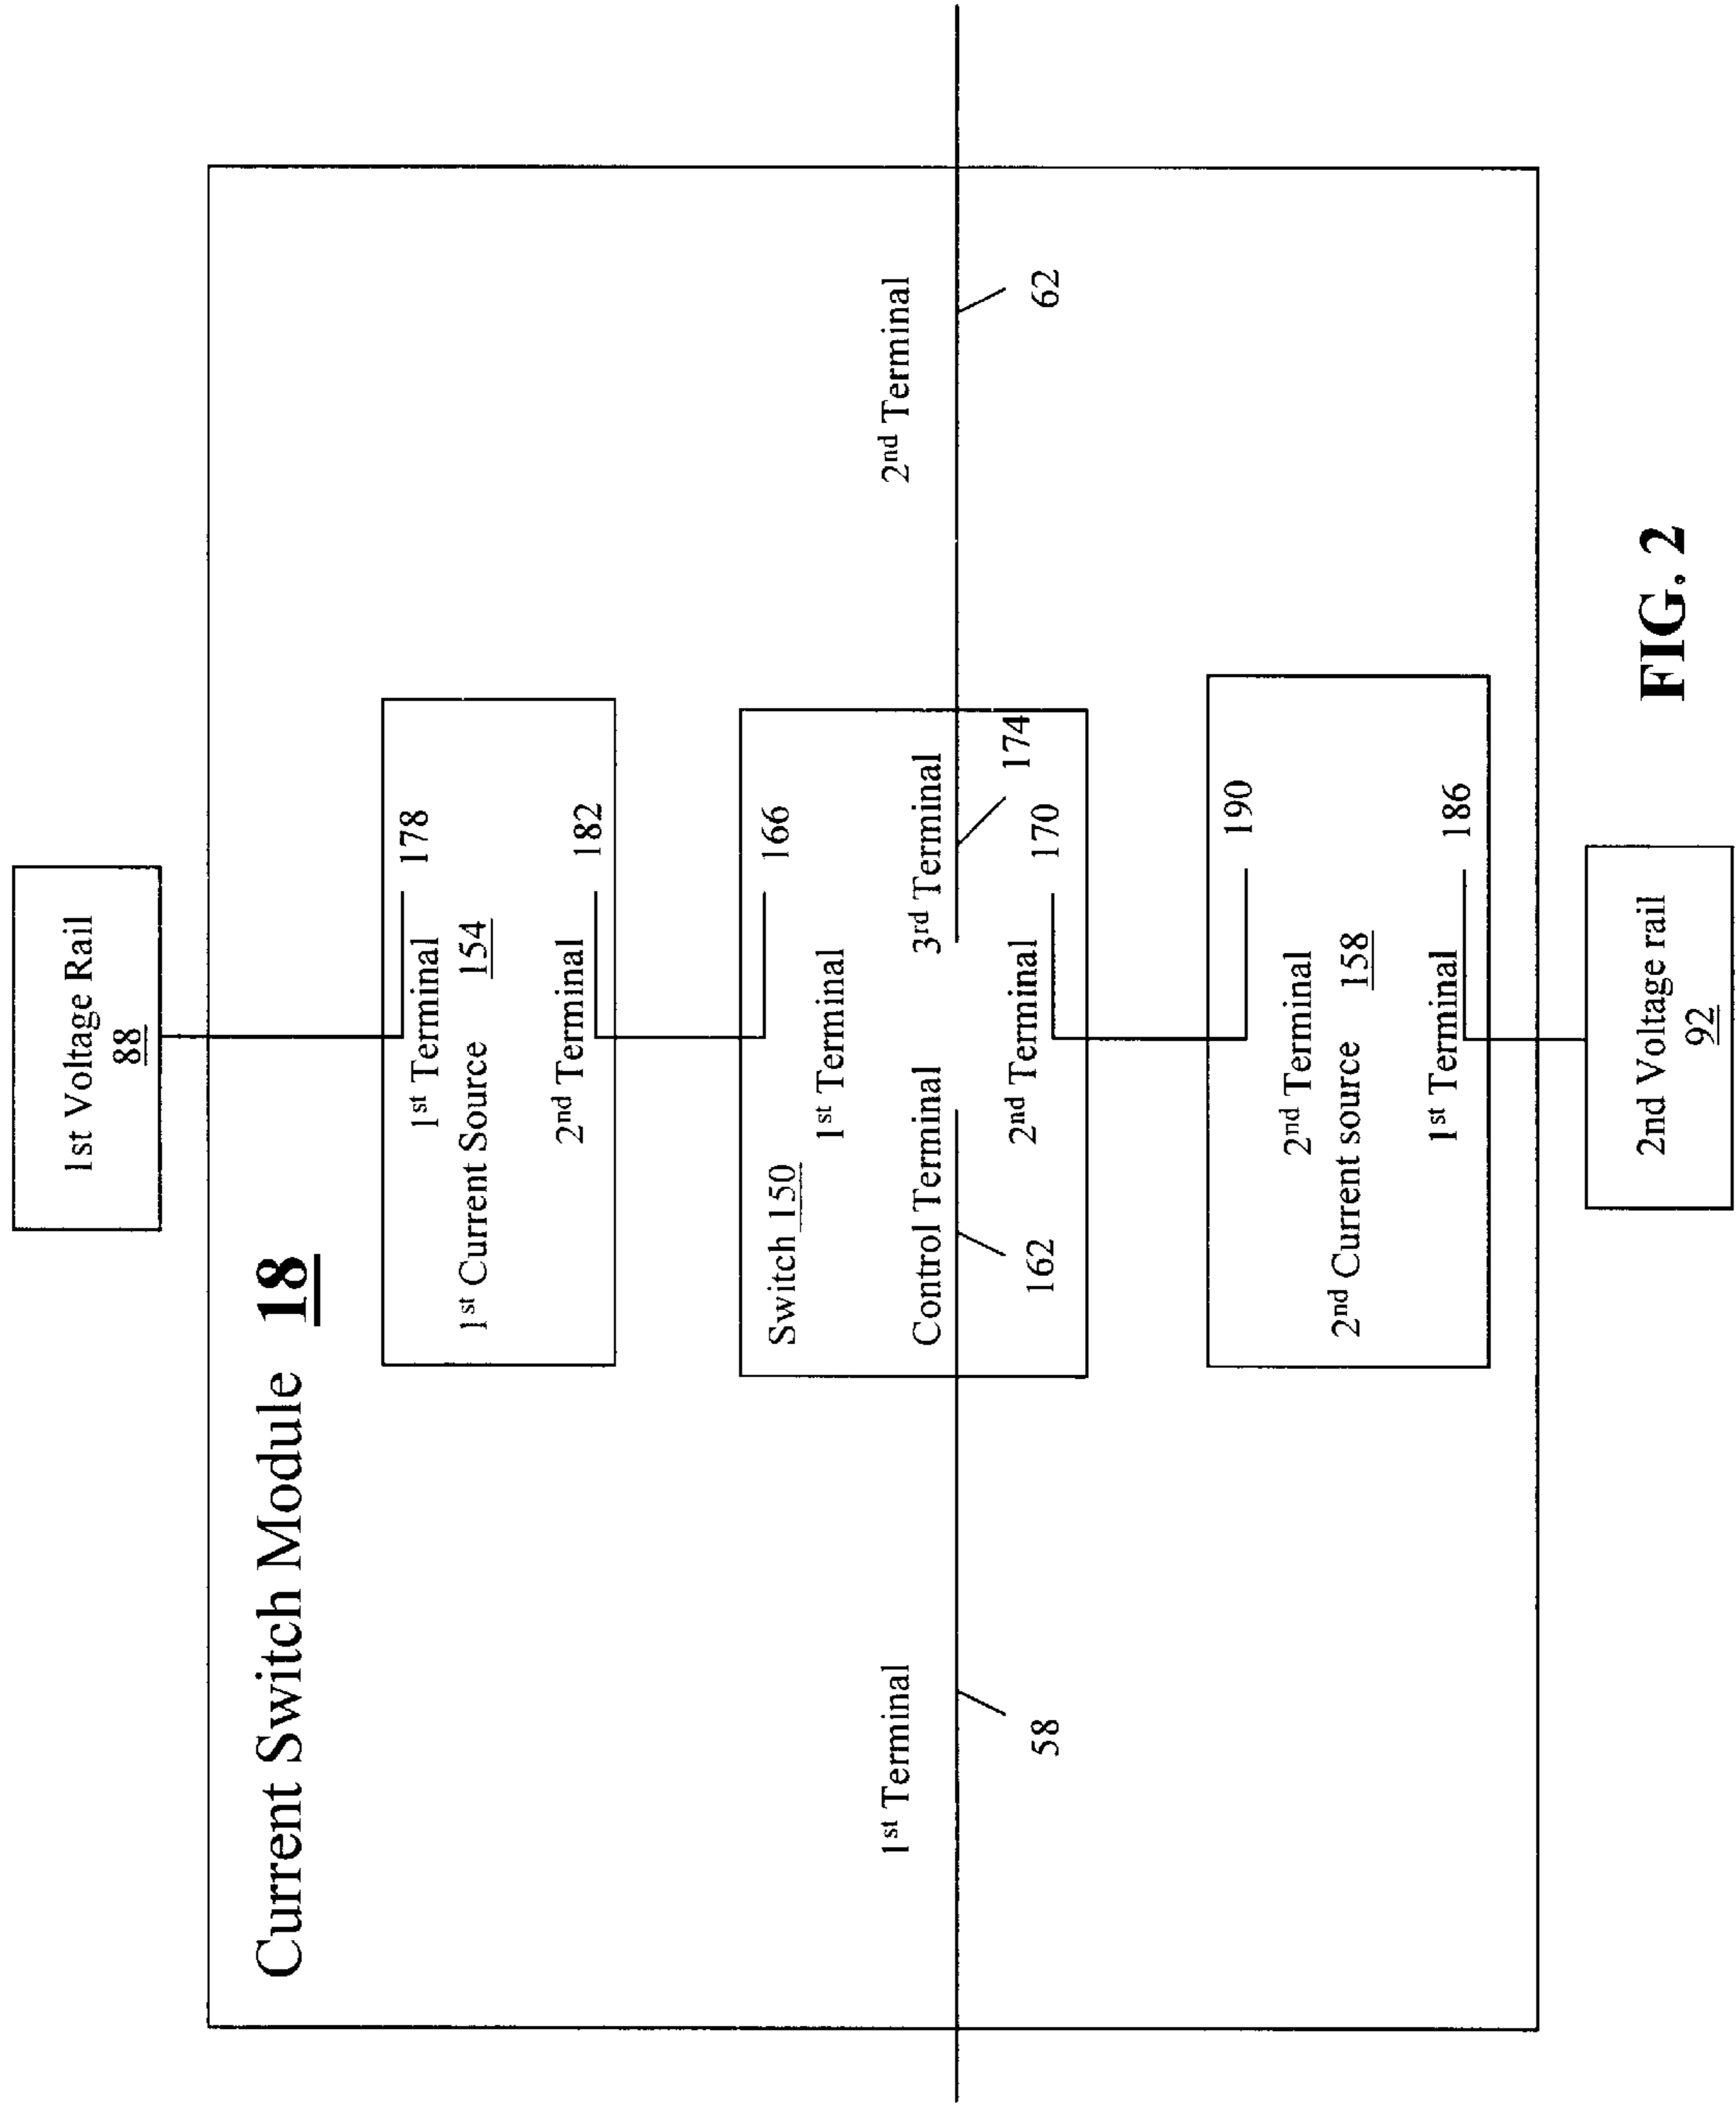 1st Voltage Rail
88
Current Switch Module 18
1st Terminal 178
1st Current Source 154
2nd Terminal 182
Switch 150
166
1st Terminal
1st Terminal
58
Control Terminal
162
3rd Terminal
174
2nd Terminal 170
2nd Terminal
62
190
2nd Terminal
2nd Current source 158
1st Terminal 186
2nd Voltage rail
92
FIG. 2